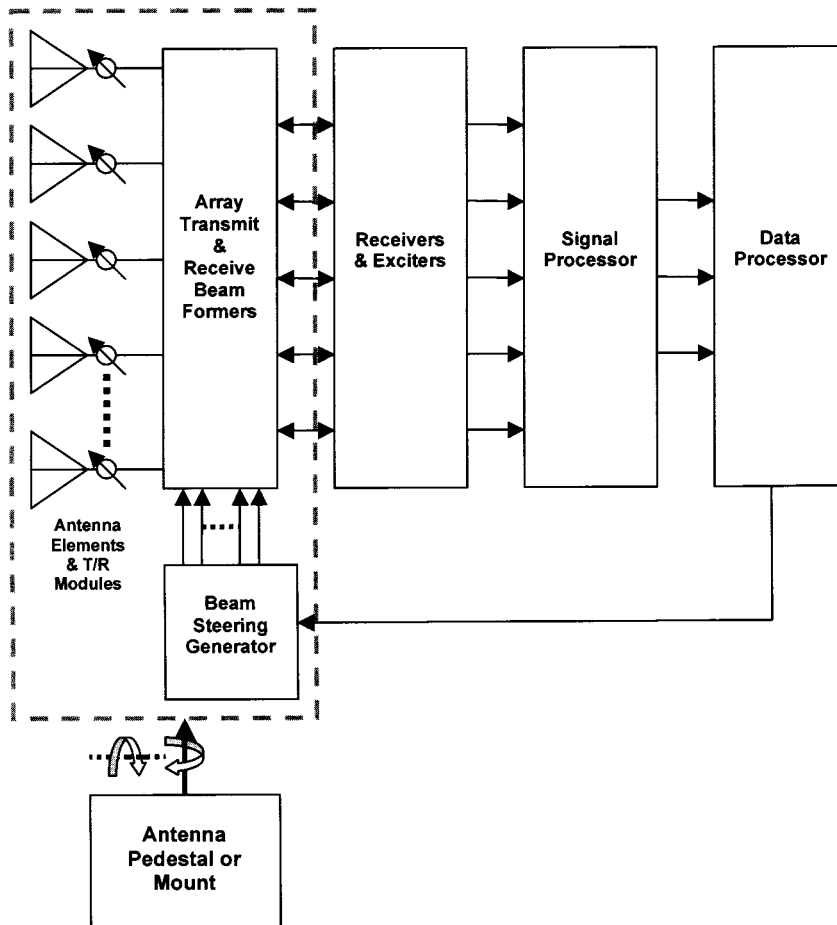 Array
Transmit
&
Receive
Beam
Formers
Receivers
& Exciters
Signal
Processor
Data
Processor
Antenna
Elements
& T/R
Modules
Beam
Steering
Generator
Antenna
Pedestal or
Mount